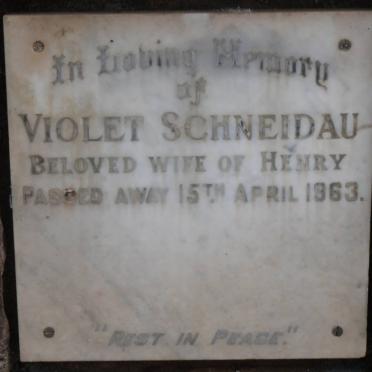 In Loving Memory
of
VIOLET SCHNEIDAU
BELOVED WIFE OF HENRY
PASSED AWAY 15TH APRIL 1963.
"REST IN PEACE."